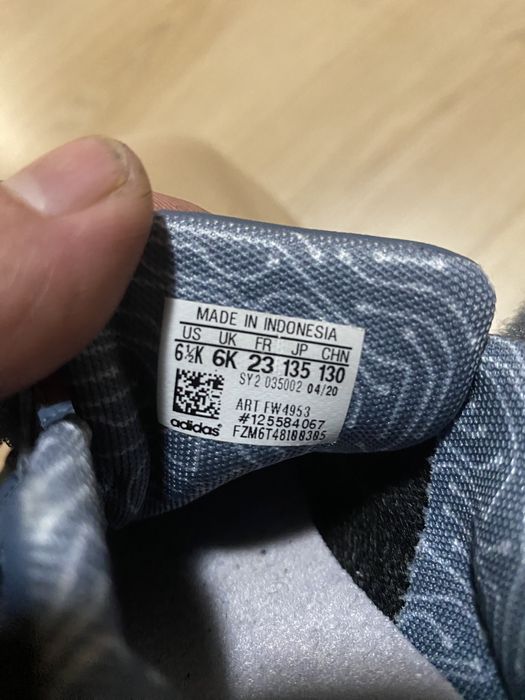 MADE IN INDONESIA
US UK FR JP CHN
6½K 6K 23 135 130
SY2 035002 04/20
ART FW4953
#125584067
adidas® FZM6T48108305